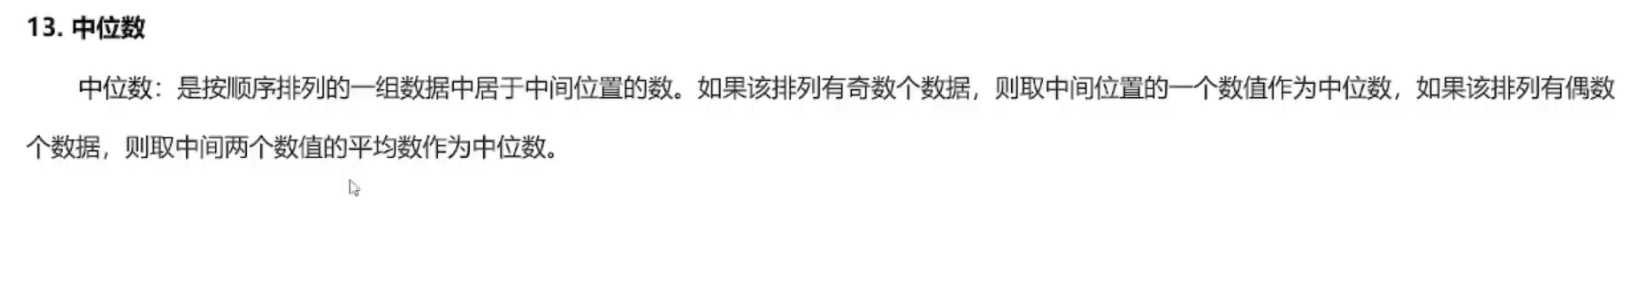 13. 中位数
中位数：是按顺序排列的一组数据中居于中间位置的数。如果该排列有奇数个数据，则取中间位置的一个数值作为中位数，如果该排列有偶数
个数据，则取中间两个数值的平均数作为中位数。